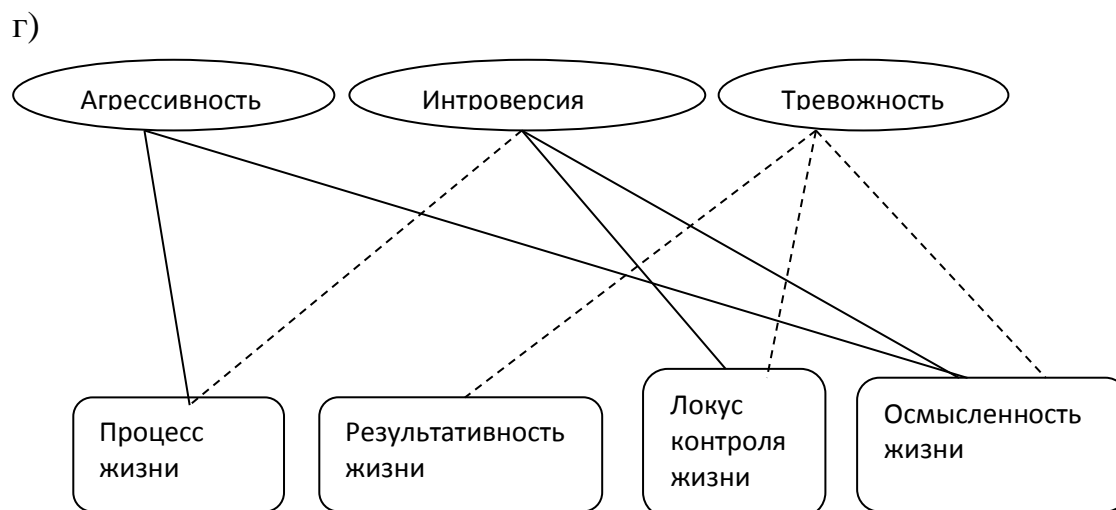 г)
Агрессивность
Интроверсия
Тревожность
Процесс
жизни
Результативность
жизни
Локус
контроля
жизни
Осмысленность
жизни